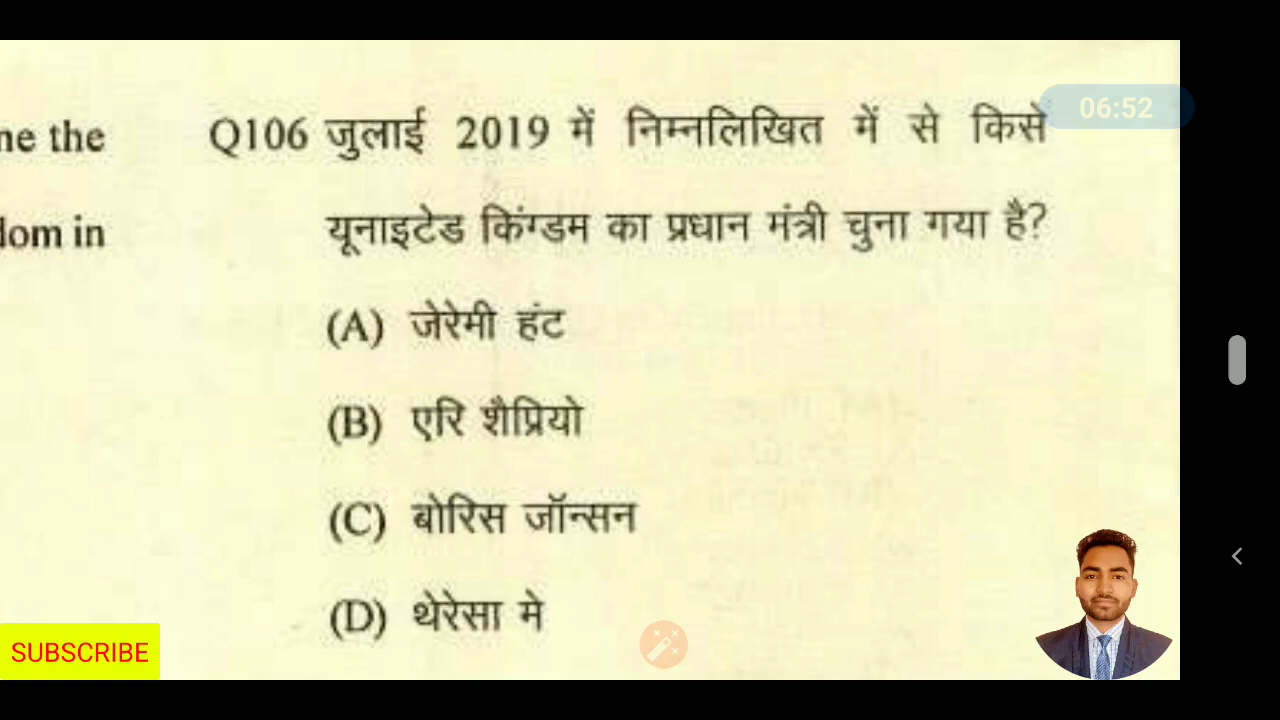 ne the
Q106 जुलाई 2019 में निम्नलिखित में से किसे
06:52
dom in
यूनाइटेड किंग्डम का प्रधान मंत्री चुना गया है?
(A) जेरेमी हंट
(B) एरि शैप्रियो
(C) बोरिस जॉन्सन
(D) थेरेसा मे
SUBSCRIBE